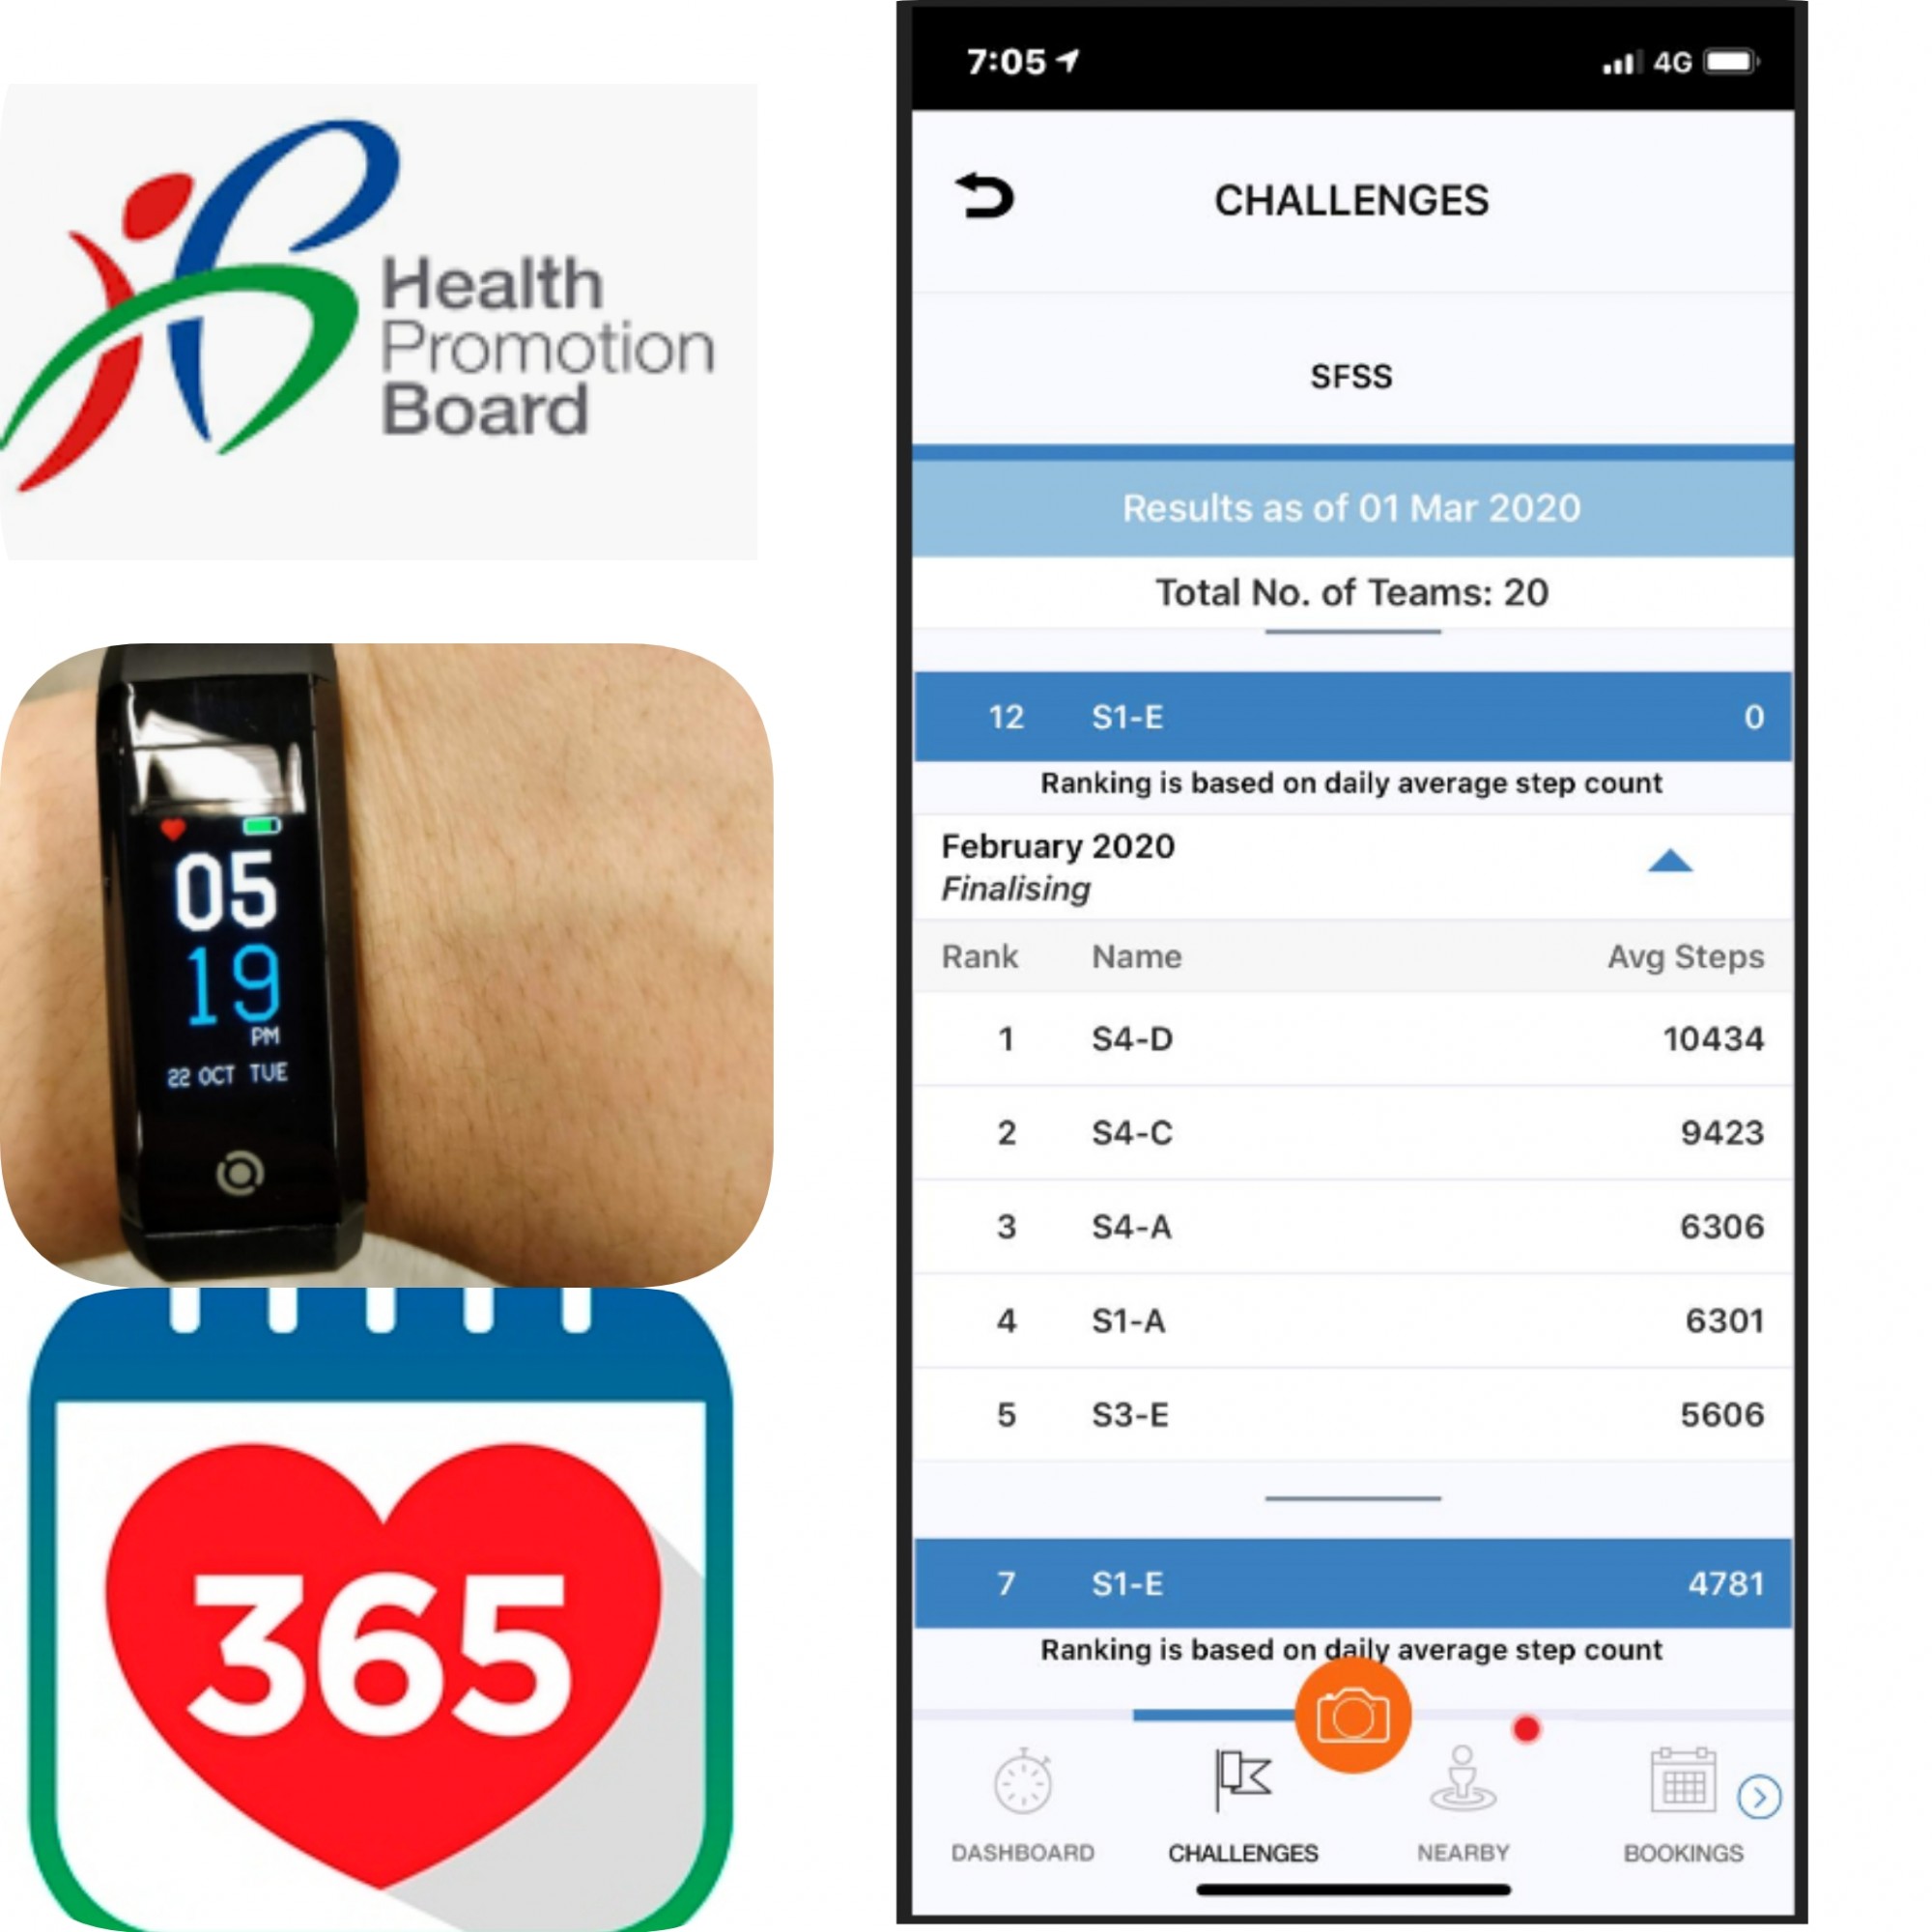 Health
Promotion
Board
05
19
PM
22 OCT TUE
365
7:05 4G
CHALLENGES
SFSS
Results as of 01 Mar 2020
Total No. of Teams: 20
12 S1-E 0
Ranking is based on daily average step count
February 2020
Finalising
Rank Name Avg Steps
1 S4-D 10434
2 S4-C 9423
3 S4-A 6306
4 S1-A 6301
5 S3-E 5606
7 S1-E 4781
Ranking is based on daily average step count
DASHBOARD CHALLENGES NEARBY BOOKINGS